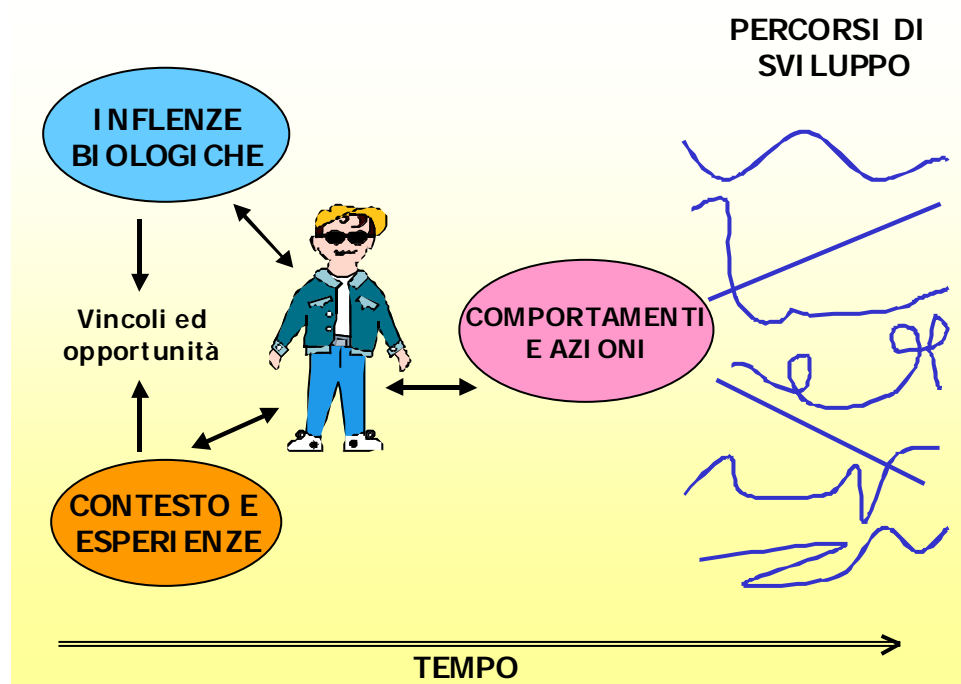 PERCORSI DI
SVILUPPO
INFLENZE
BIOLOGICHE
Vincoli ed
opportunità
COMPORTAMENTI
E AZIONI
CONTESTO E
ESPERIENZE
TEMPO